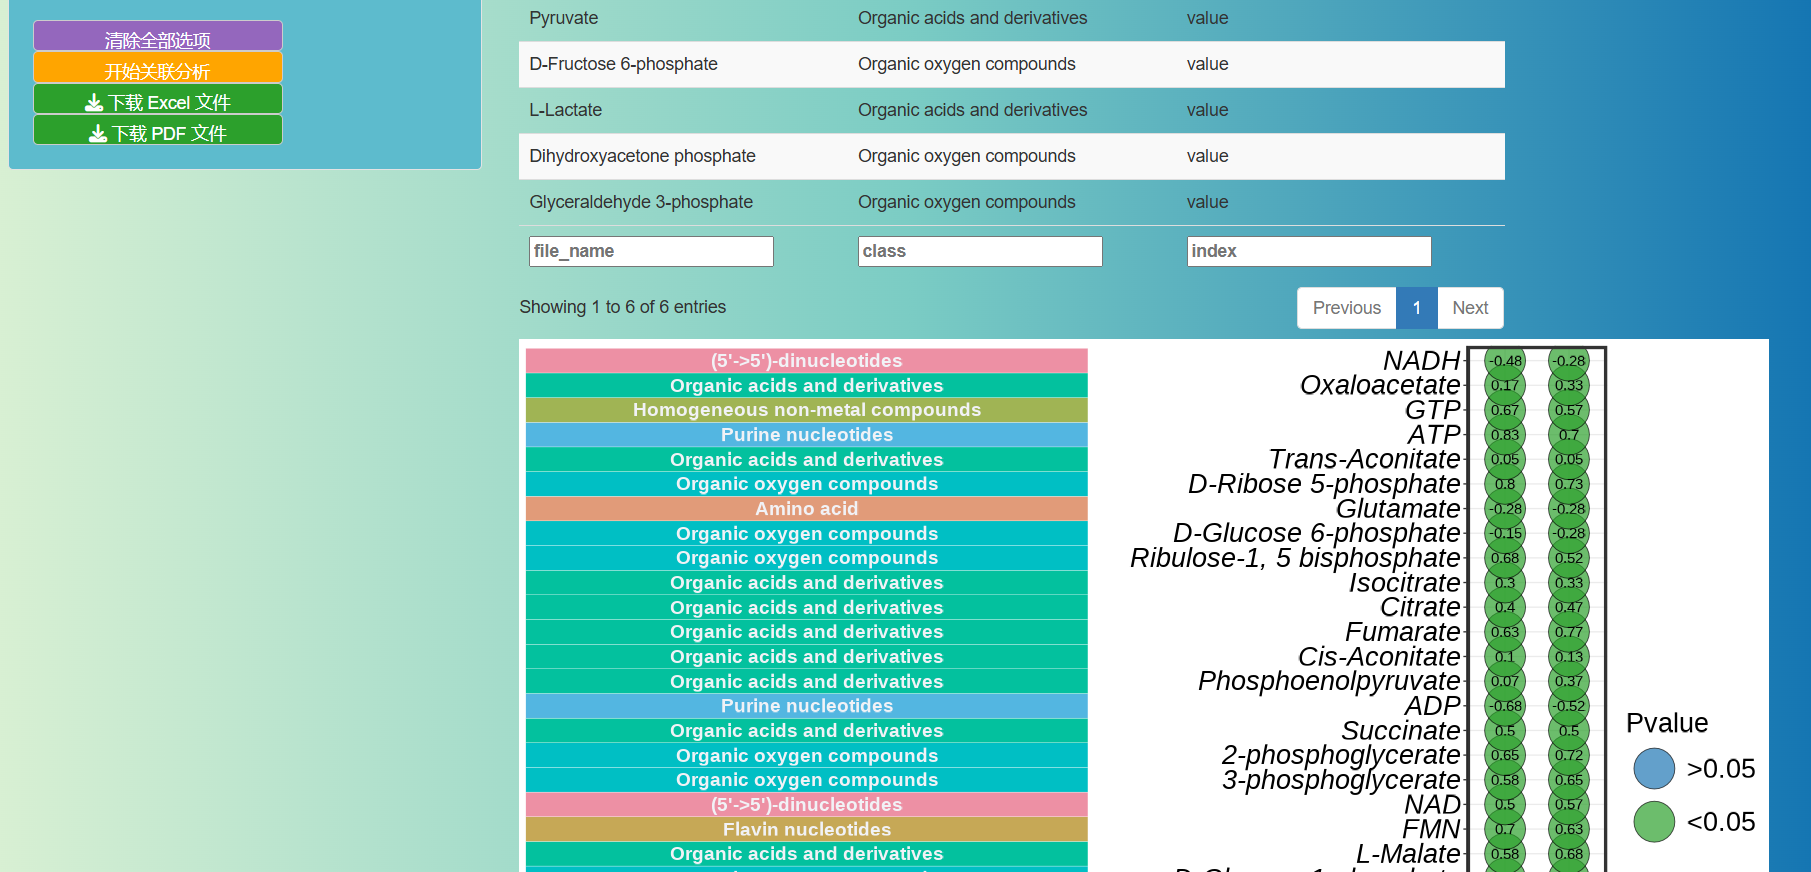 清除全部选项
开始关联分析
下载 Excel 文件
下载 PDF 文件
Pyruvate Organic acids and derivatives value
D-Fructose 6-phosphate Organic oxygen compounds value
L-Lactate Organic acids and derivatives value
Dihydroxyacetone phosphate Organic oxygen compounds value
Glyceraldehyde 3-phosphate Organic oxygen compounds value
file_name class index
Showing 1 to 6 of 6 entries Previous 1 Next
(5'->5')-dinucleotides NADH -0.48 -0.28
Organic acids and derivatives Oxaloacetate 0.17 0.33
Homogeneous non-metal compounds GTP 0.67 0.57
Purine nucleotides ATP 0.83 0.7
Organic acids and derivatives Trans-Aconitate 0.05 0.05
Organic oxygen compounds D-Ribose 5-phosphate 0.8 0.73
Amino acid Glutamate -0.28 -0.28
Organic oxygen compounds D-Glucose 6-phosphate -0.15 -0.28
Organic oxygen compounds Ribulose-1, 5 bisphosphate 0.68 0.52
Organic acids and derivatives Isocitrate 0.3 0.33
Organic acids and derivatives Citrate 0.4 0.47
Organic acids and derivatives Fumarate 0.63 0.77
Organic acids and derivatives Cis-Aconitate 0.1 0.13
Organic acids and derivatives Phosphoenolpyruvate 0.07 0.37
Purine nucleotides ADP -0.68 -0.52
Organic acids and derivatives Succinate 0.5 0.5
Organic oxygen compounds 2-phosphoglycerate 0.65 0.72
Organic oxygen compounds 3-phosphoglycerate 0.58 0.65
(5'->5')-dinucleotides NAD 0.5 0.57
Flavin nucleotides FMN 0.7 0.63
Organic acids and derivatives L-Malate 0.58 0.68
Pvalue
>0.05
<0.05